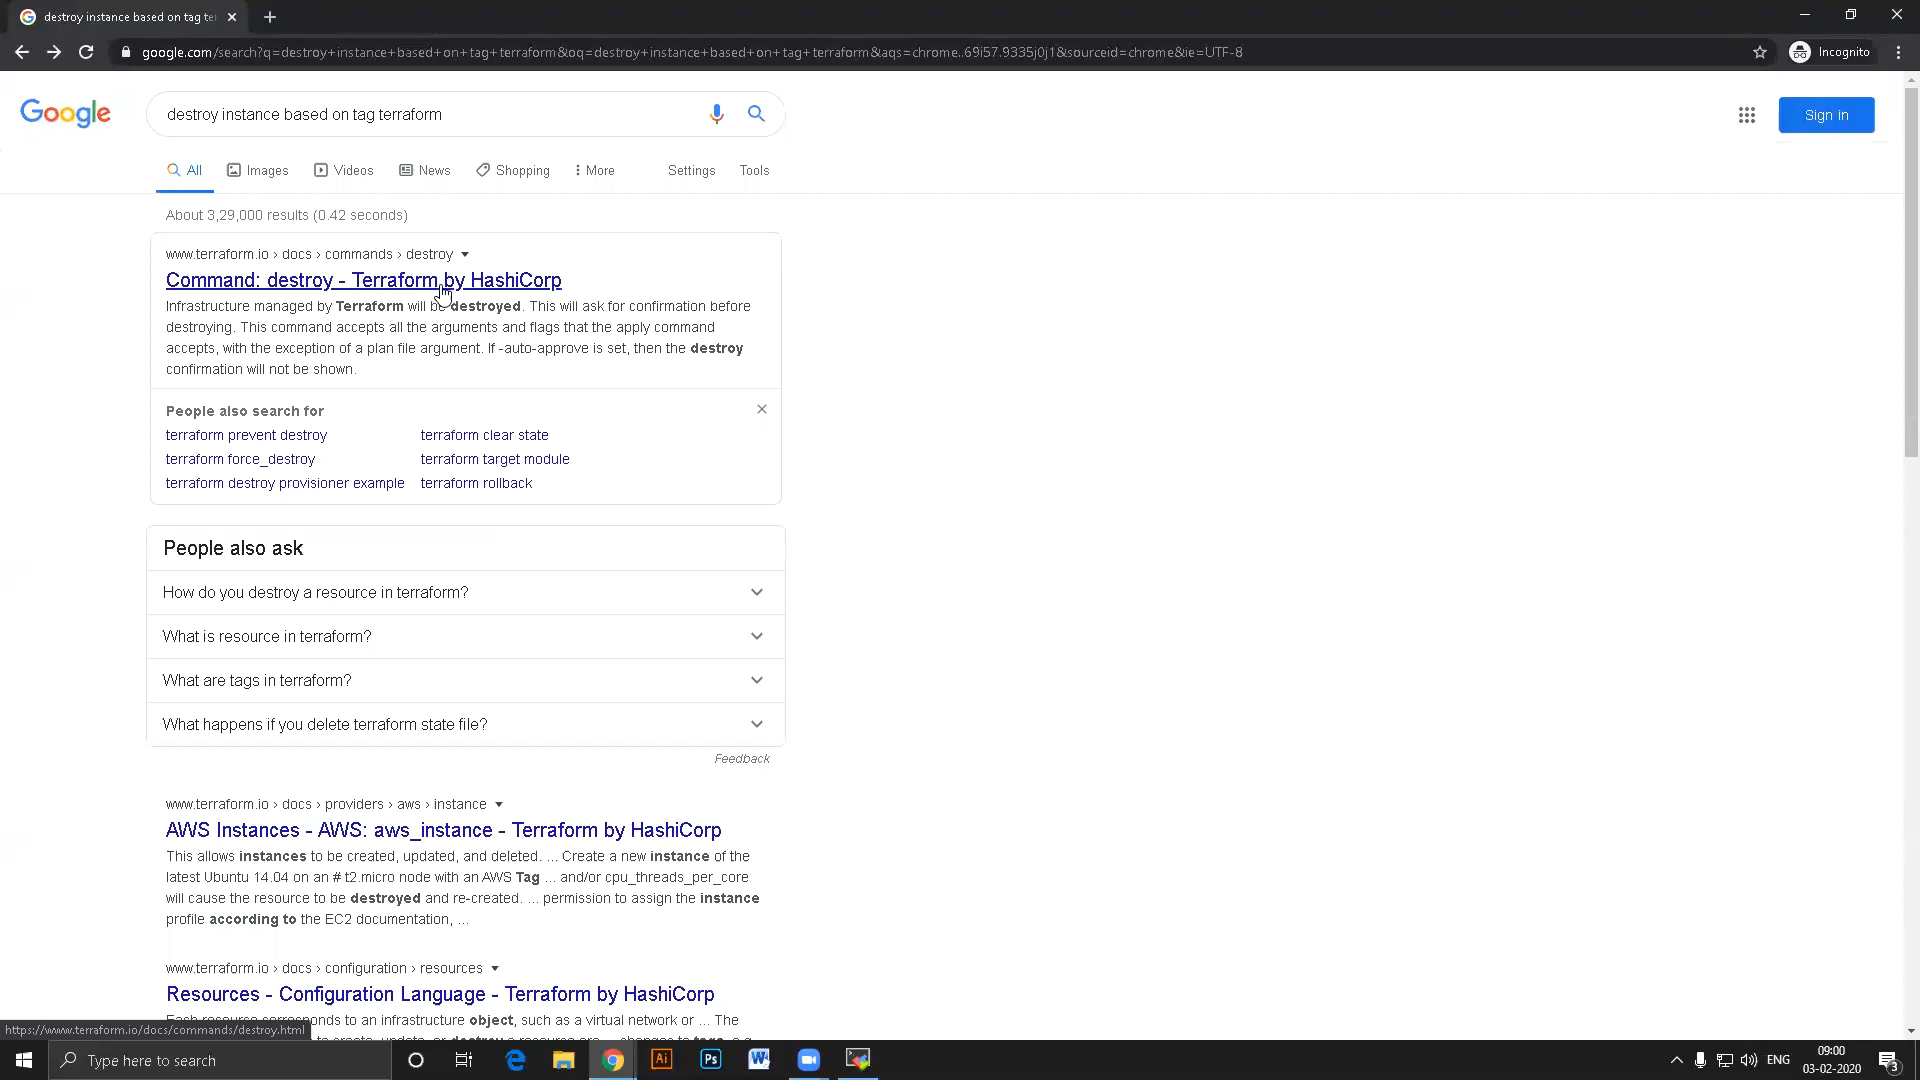 destroy instance based on tag te
google.com/search?q=destroy+instance+based+on+tag+terraform&oq=destroy+instance+based+on+tag+terraform&aqs=chrome..69i57.9335j0j1&sourceid=chrome&ie=UTF-8
Incognito
Google
destroy instance based on tag terraform
Sign in
All
Images
Videos
News
Shopping
More
Settings
Tools
About 3,29,000 results (0.42 seconds)
www.terraform.io › docs › commands › destroy
Command: destroy - Terraform by HashiCorp
Infrastructure managed by Terraform will be destroyed. This will ask for confirmation before
destroying. This command accepts all the arguments and flags that the apply command
accepts, with the exception of a plan file argument. If -auto-approve is set, then the destroy
confirmation will not be shown.
People also search for
terraform prevent destroy
terraform clear state
terraform force_destroy
terraform target module
terraform destroy provisioner example
terraform rollback
People also ask
How do you destroy a resource in terraform?
What is resource in terraform?
What are tags in terraform?
What happens if you delete terraform state file?
Feedback
www.terraform.io › docs › providers › aws › instance
AWS Instances - AWS: aws_instance - Terraform by HashiCorp
This allows instances to be created, updated, and deleted. ... Create a new instance of the
latest Ubuntu 14.04 on an # t2.micro node with an AWS Tag ... and/or cpu_threads_per_core
will cause the resource to be destroyed and re-created. ... permission to assign the instance
profile according to the EC2 documentation, ...
www.terraform.io › docs › configuration › resources
Resources - Configuration Language - Terraform by HashiCorp
Each resource corresponds to an infrastructure object, such as a virtual network or ... The
https://www.terraform.io/docs/commands/destroy.html
Type here to search
Ai
Ps
W
ENG
09:00
03-02-2020
3